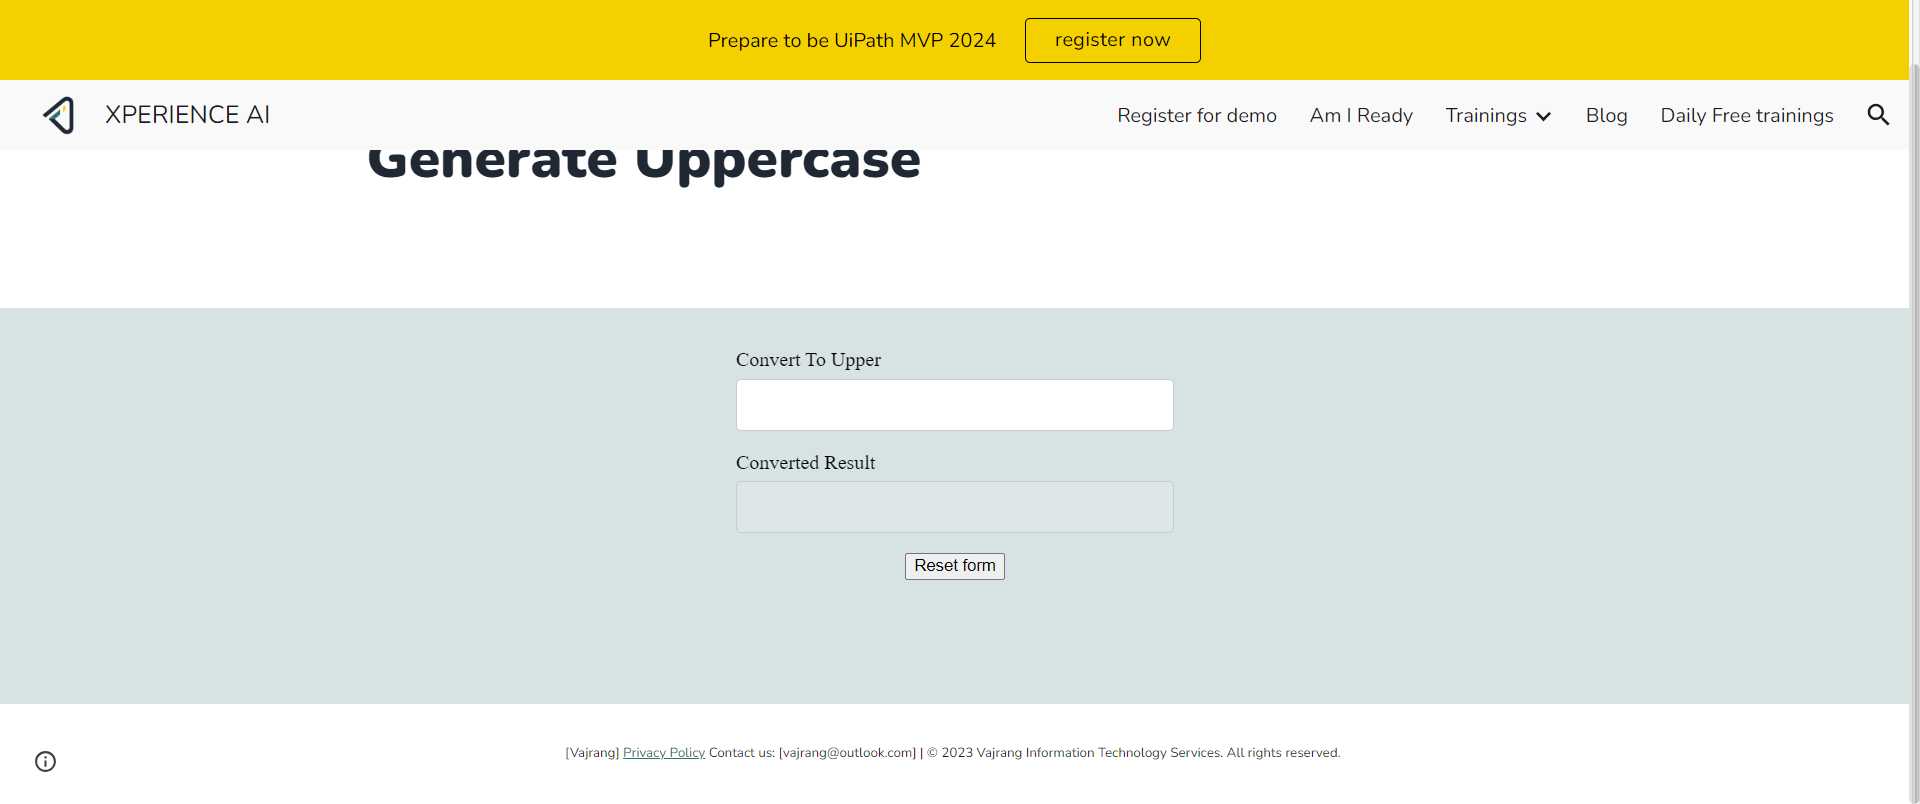 Prepare to be UiPath MVP 2024
register now
XPERIENCE AI
Register for demo
Am I Ready
Trainings
Blog
Daily Free trainings
Generate Uppercase
Convert To Upper
Converted Result
Reset form
[Vajrang] Privacy Policy Contact us: [vajrang@outlook.com] | © 2023 Vajrang Information Technology Services. All rights reserved.